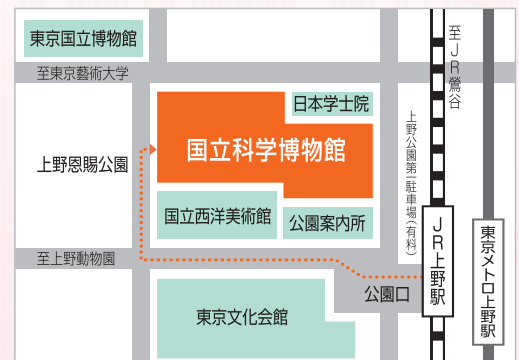 東京国立博物館
至東京藝術大学
至JR鶯谷
日本学士院
国立科学博物館
上野恩賜公園
上野公園第一駐車場(有料)
国立西洋美術館
公園案内所
JR上野駅
東京メトロ上野駅
至上野動物園
公園口
東京文化会館